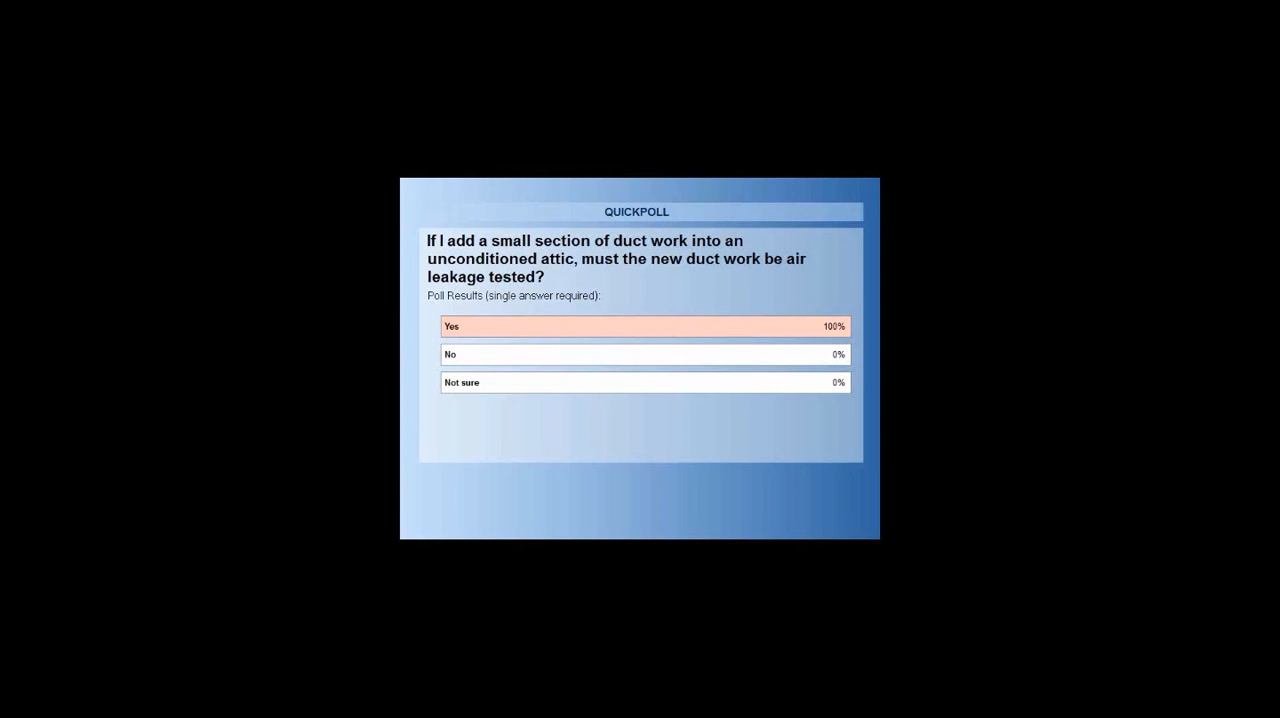 QUICKPOLL
If I add a small section of duct work into an
unconditioned attic, must the new duct work be air
leakage tested?
Poll Results (single answer required):
Yes 100%
No 0%
Not sure 0%